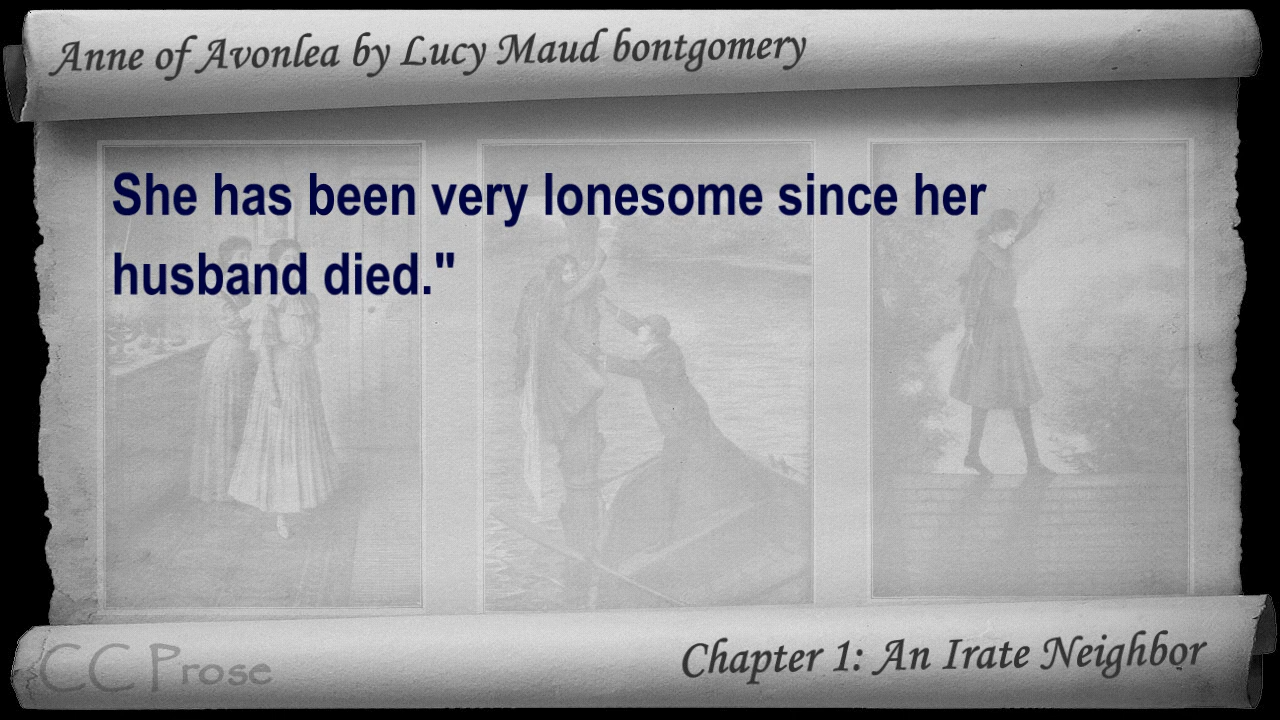 Anne of Avonlea by Lucy Maud bontgomery
She has been very lonesome since her
husband died."
CC Prose
Chapter 1: An Irate Neighbor